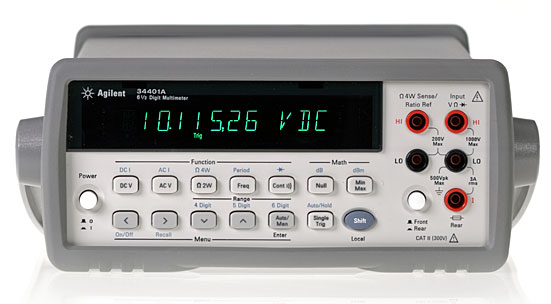 Agilent
34401A
6½ Digit Multimeter
10.115,26 VDC
Trig
Ω 4W Sense/
Ratio Ref
Input
V Ω
HI
HI
200V
Max
1000V
Max
LO
LO
500Vpk
Max
3A
rms
I
Front
Rear
Rear
CAT II (300V)
Power
0
I
Function
Math
DC I
AC I
Ω 4W
Period
dB
dBm
DC V
AC V
Ω 2W
Freq
Cont
Null
Min
Max
Range
4 Digit
5 Digit
6 Digit
Auto/Hold
<
>
Auto/
Man
Single
Trig
Shift
On/Off
Recall
Menu
Enter
Local